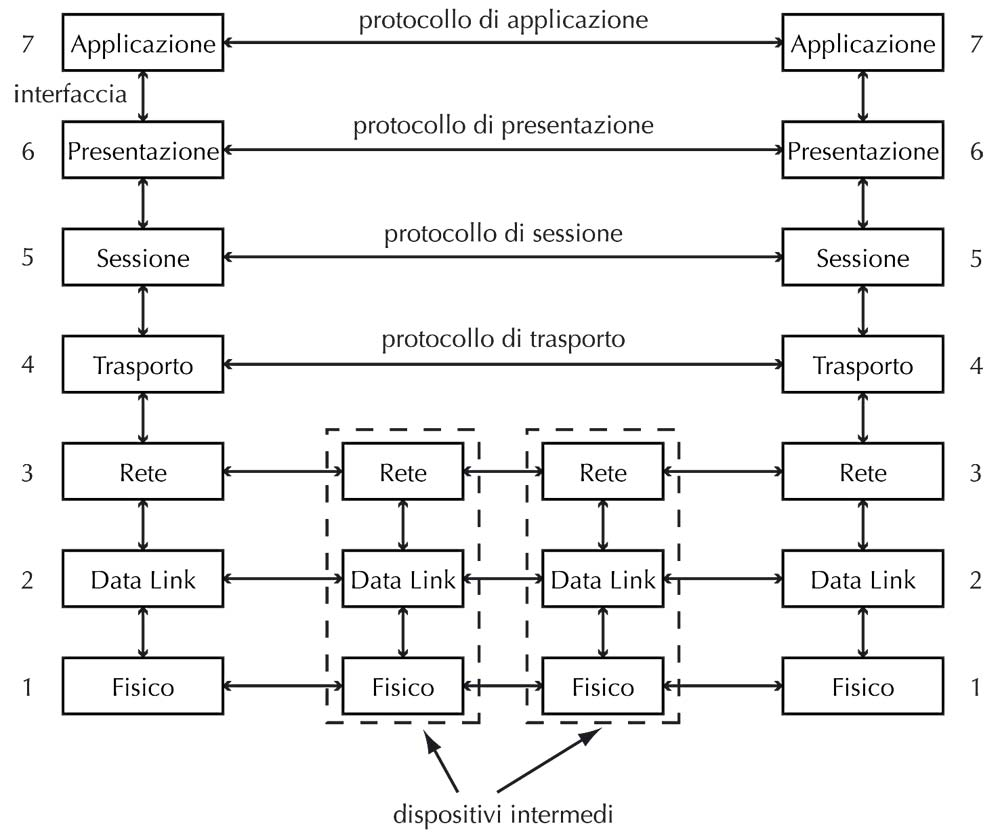 protocollo di applicazione
7 Applicazione Applicazione 7
interfaccia
protocollo di presentazione
6 Presentazione Presentazione 6
protocollo di sessione
5 Sessione Sessione 5
protocollo di trasporto
4 Trasporto Trasporto 4
3 Rete Rete Rete Rete 3
2 Data Link Data Link Data Link Data Link 2
1 Fisico Fisico Fisico Fisico 1
dispositivi intermedi